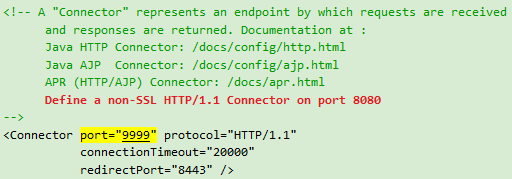 <!-- A "Connector" represents an endpoint by which requests are received
and responses are returned. Documentation at :
Java HTTP Connector: /docs/config/http.html
Java AJP  Connector: /docs/config/ajp.html
APR (HTTP/AJP) Connector: /docs/apr.html
Define a non-SSL HTTP/1.1 Connector on port 8080
-->
<Connector port="9999" protocol="HTTP/1.1"
connectionTimeout="20000"
redirectPort="8443" />